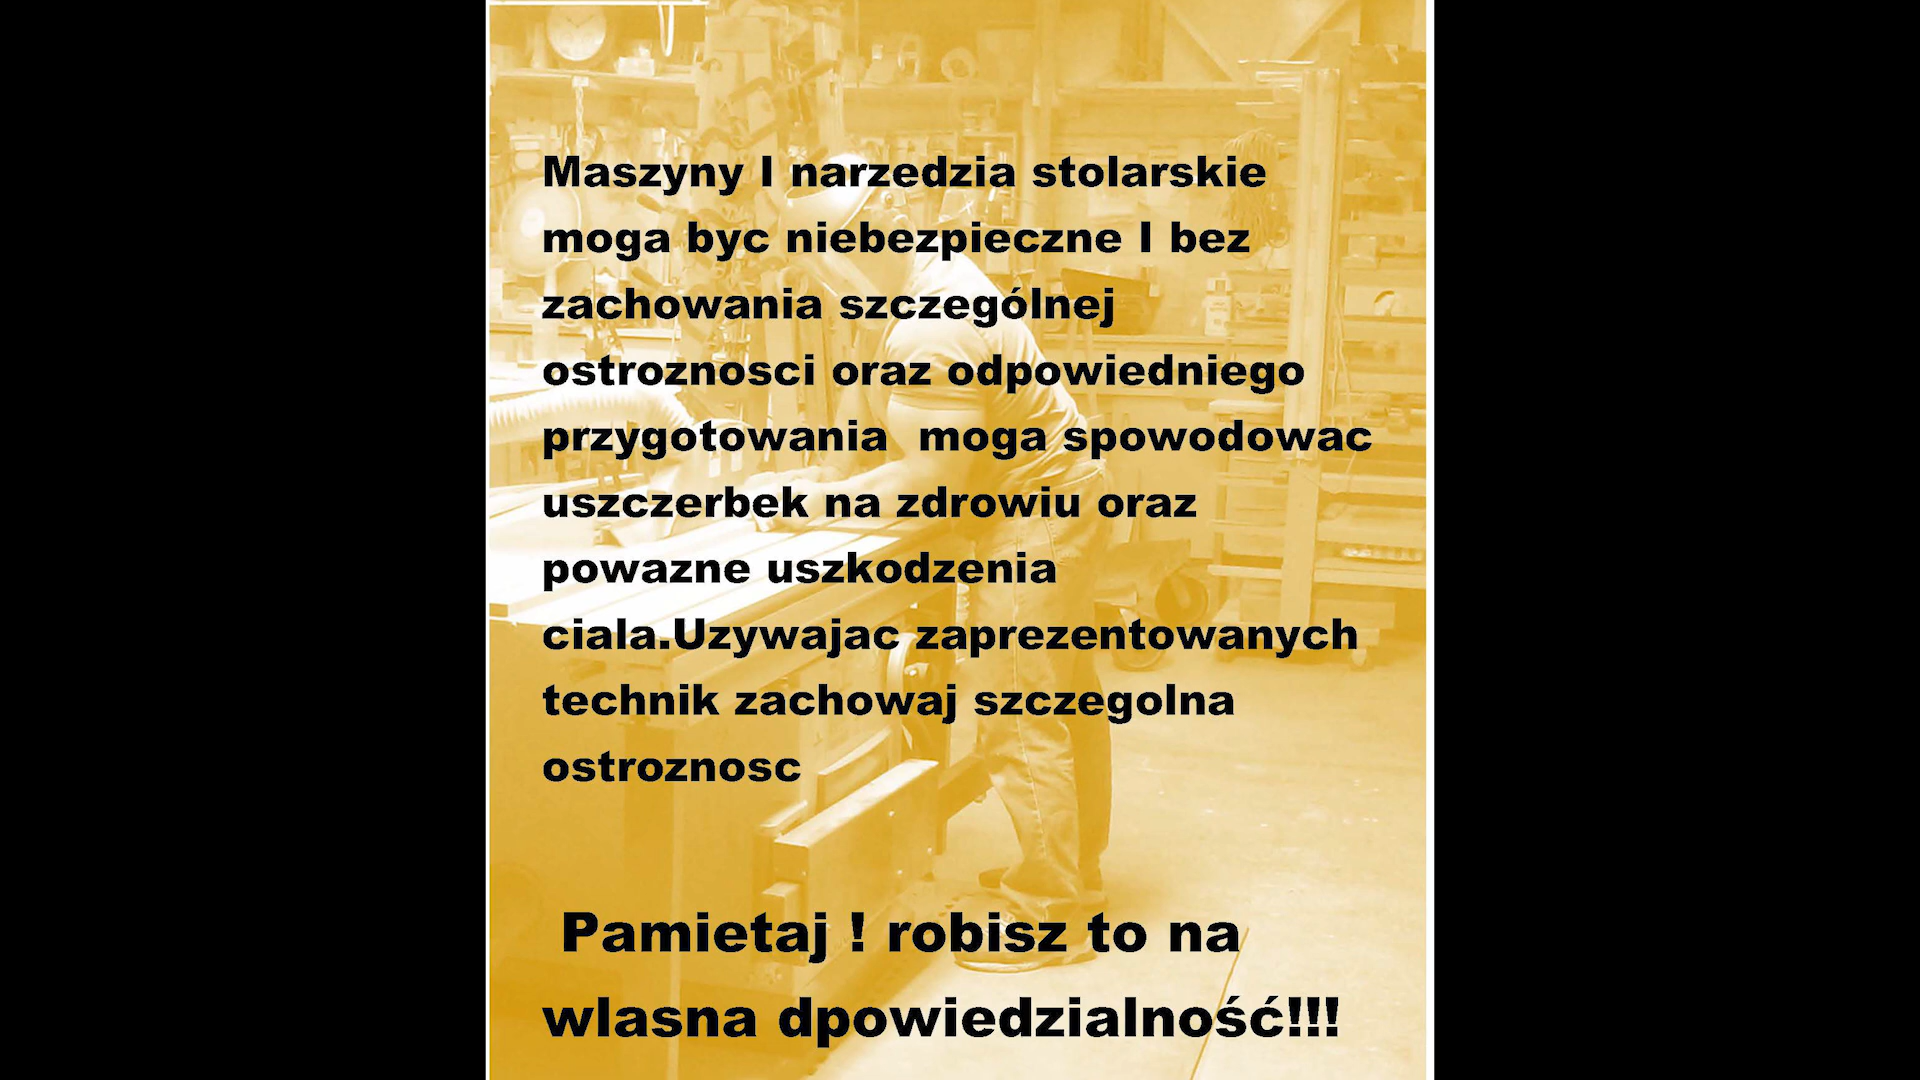 Maszyny I narzedzia stolarskie
moga byc niebezpieczne I bez
zachowania szczególnej
ostroznosci oraz odpowiedniego
przygotowania  moga spowodowac
uszczerbek na zdrowiu oraz
powazne uszkodzenia
ciala.Uzywajac zaprezentowanych
technik zachowaj szczegolna
ostroznosc
Pamietaj ! robisz to na
wlasna dpowiedzialność!!!